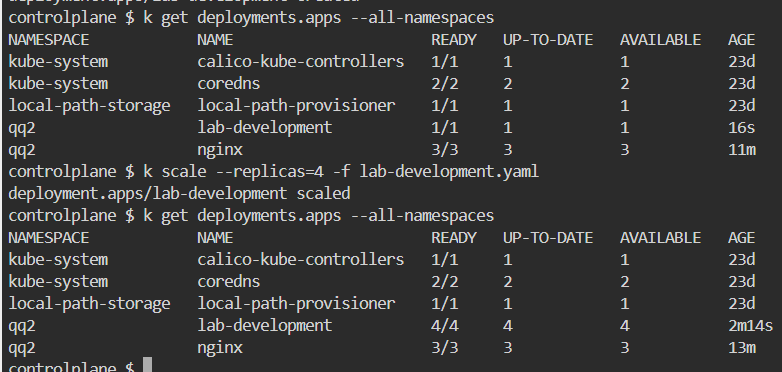 controlplane $ k get deployments.apps --all-namespaces
NAMESPACE NAME READY UP-TO-DATE AVAILABLE AGE
kube-system calico-kube-controllers 1/1 1 1 23d
kube-system coredns 2/2 2 2 23d
local-path-storage local-path-provisioner 1/1 1 1 23d
qq2 lab-development 1/1 1 1 16s
qq2 nginx 3/3 3 3 11m
controlplane $ k scale --replicas=4 -f lab-development.yaml
deployment.apps/lab-development scaled
controlplane $ k get deployments.apps --all-namespaces
NAMESPACE NAME READY UP-TO-DATE AVAILABLE AGE
kube-system calico-kube-controllers 1/1 1 1 23d
kube-system coredns 2/2 2 2 23d
local-path-storage local-path-provisioner 1/1 1 1 23d
qq2 lab-development 4/4 4 4 2m14s
qq2 nginx 3/3 3 3 13m
controlplane $